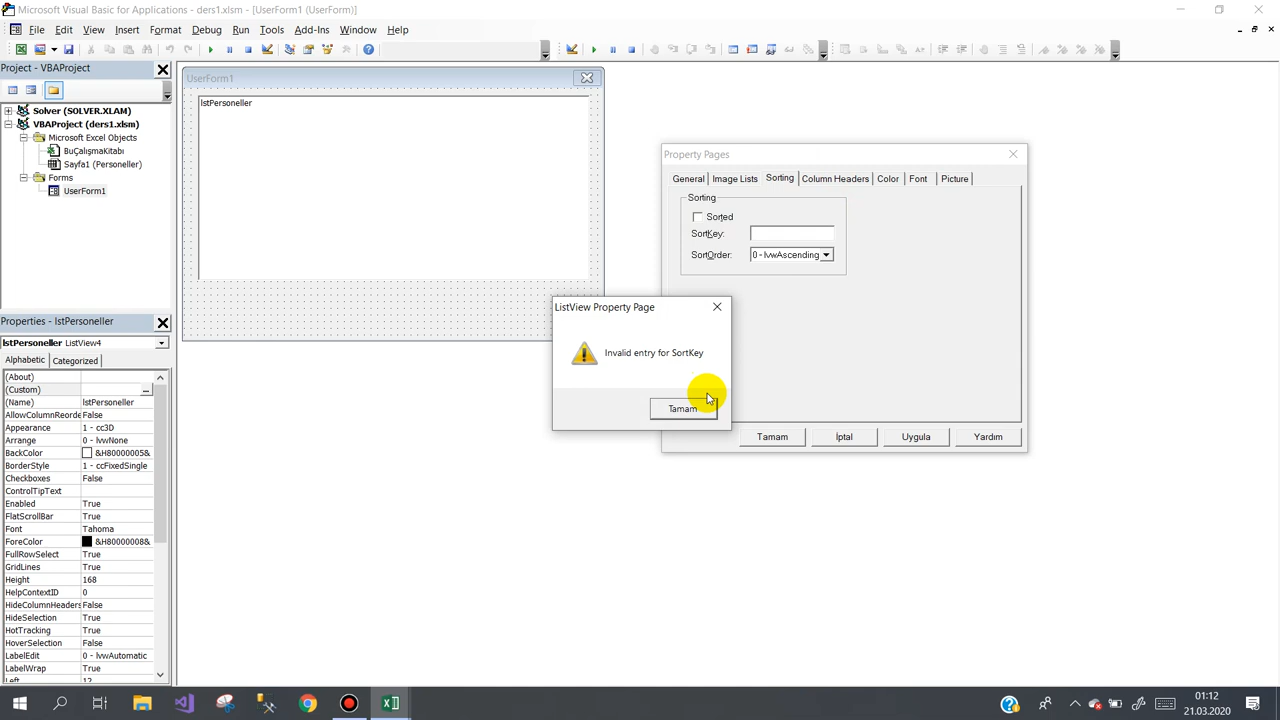 Microsoft Visual Basic for Applications - ders1.xlsm - [UserForm1 (UserForm)]
File Edit View Insert Format Debug Run Tools Add-Ins Window Help
Project - VBAProject
Solver (SOLVER.XLAM)
VBAProject (ders1.xlsm)
Microsoft Excel Objects
BuÇalışmaKitabı
Sayfa1 (Personeller)
Forms
UserForm1
Properties - lstPersoneller
lstPersoneller ListView4
Alphabetic Categorized
(About)
(Custom) ...
(Name) lstPersoneller
AllowColumnReorde False
Appearance 1 - cc3D
Arrange 0 - lvwNone
BackColor &H80000005&
BorderStyle 1 - ccFixedSingle
Checkboxes False
ControlTipText
Enabled True
FlatScrollBar True
Font Tahoma
ForeColor &H80000008&
FullRowSelect True
GridLines True
Height 168
HelpContextID 0
HideColumnHeaders False
HideSelection True
HotTracking True
HoverSelection False
LabelEdit 0 - lvwAutomatic
LabelWrap True
Left 12
UserForm1
lstPersoneller
Property Pages
General Image Lists Sorting Column Headers Color Font Picture
Sorting
Sorted
SortKey:
SortOrder: 0 - lvwAscending
Tamam İptal Uygula Yardım
ListView Property Page
Invalid entry for SortKey
Tamam
01:12
21.03.2020